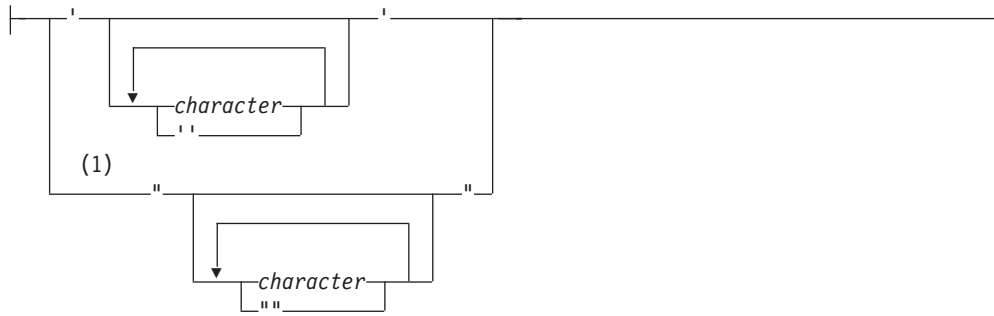 ' '
character
' '
(1)
" "
character
""